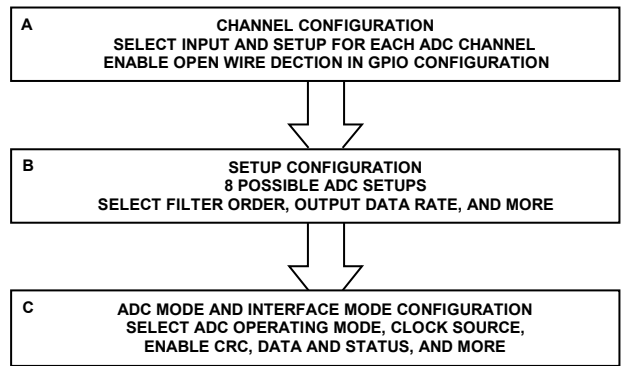 A
CHANNEL CONFIGURATION
SELECT INPUT AND SETUP FOR EACH ADC CHANNEL
ENABLE OPEN WIRE DECTION IN GPIO CONFIGURATION
B
SETUP CONFIGURATION
8 POSSIBLE ADC SETUPS
SELECT FILTER ORDER, OUTPUT DATA RATE, AND MORE
C
ADC MODE AND INTERFACE MODE CONFIGURATION
SELECT ADC OPERATING MODE, CLOCK SOURCE,
ENABLE CRC, DATA AND STATUS, AND MORE